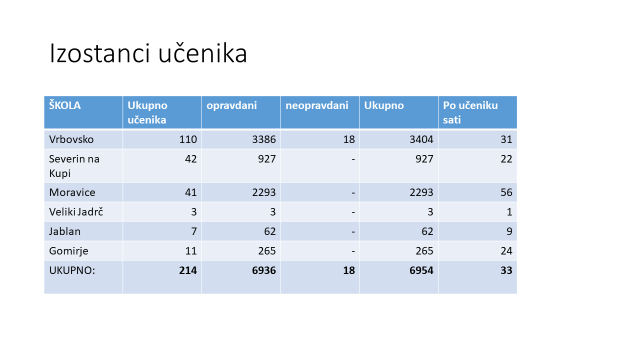 Izostanci učenika
ŠKOLA Ukupno učenika opravdani neopravdani Ukupno Po učeniku sati
Vrbovsko 110 3386 18 3404 31
Severin na Kupi 42 927 - 927 22
Moravice 41 2293 - 2293 56
Veliki Jadrč 3 3 - 3 1
Jablan 7 62 - 62 9
Gomirje 11 265 - 265 24
UKUPNO: 214 6936 18 6954 33